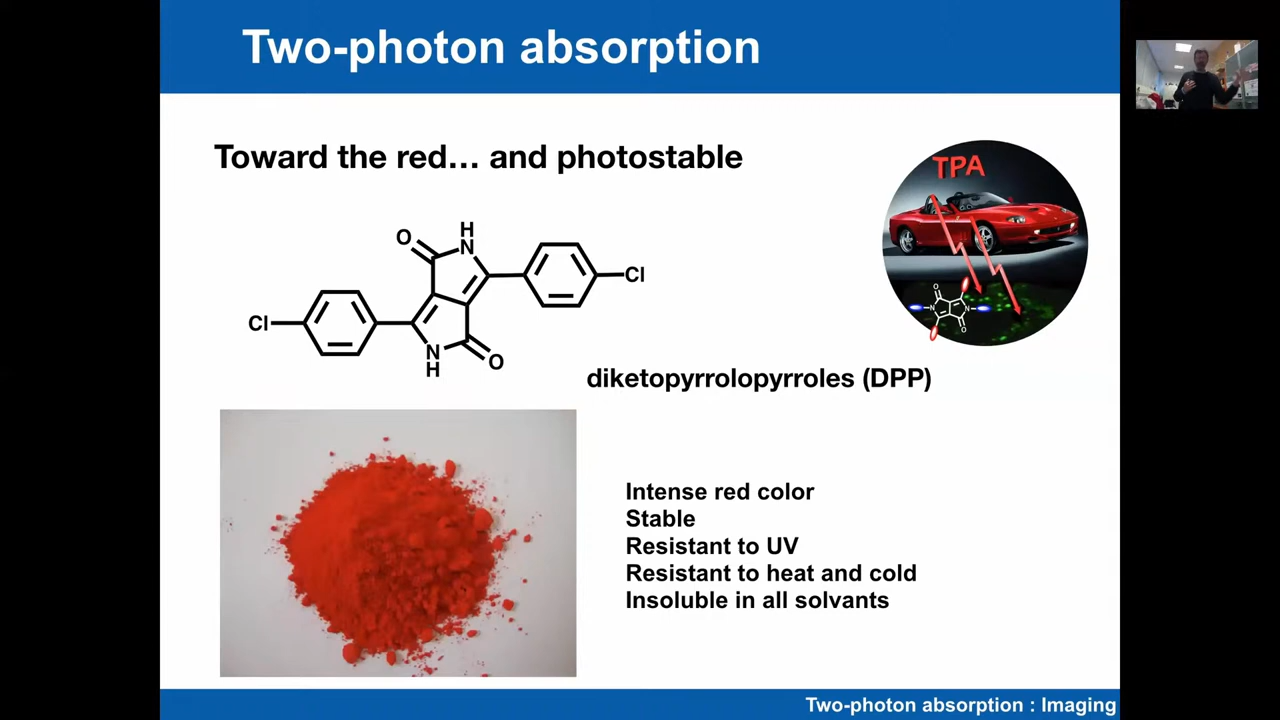 Two-photon absorption
Toward the red... and photostable
TPA
O
H
N
Cl
Cl
N
H
O
diketopyrrolopyrroles (DPP)
O
N
N
O
Intense red color
Stable
Resistant to UV
Resistant to heat and cold
Insoluble in all solvants
Two-photon absorption : Imaging